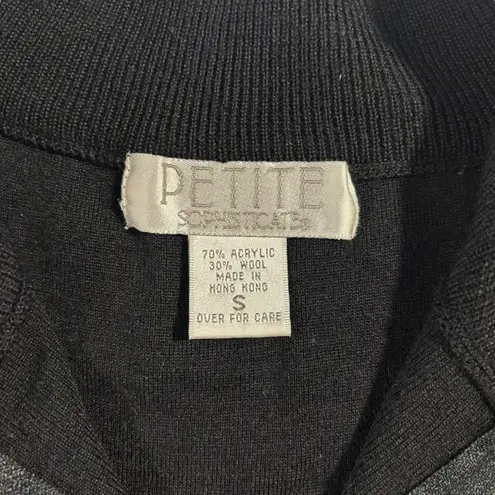 PETITE
SOPHISTICATE®
70% ACRYLIC
30% WOOL
MADE IN
HONG KONG
S
OVER FOR CARE